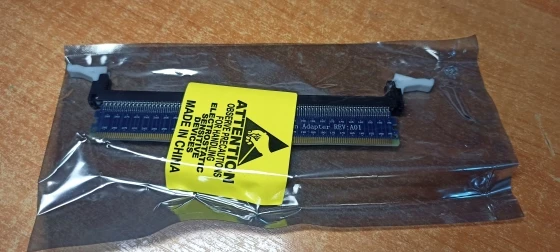 ATTENTION
OBSERVE PRECAUTIONS
FOR HANDLING
ELECTROSTATIC
SENSITIVE
DEVICES
MADE IN CHINA
Adapter REV:A01